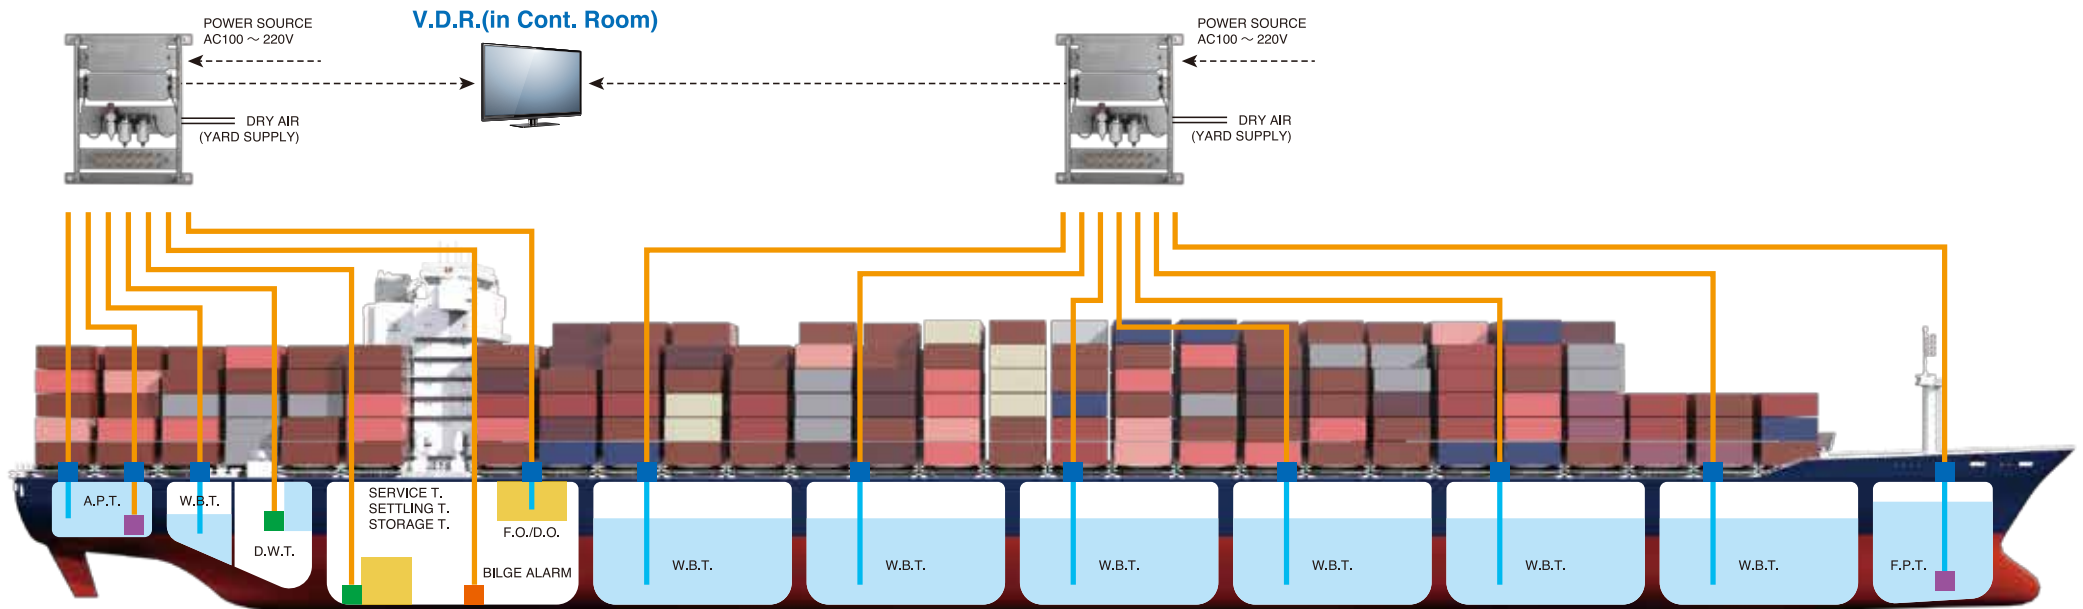 V.D.R.(in Cont. Room)
POWER SOURCE
AC100 ～ 220V
DRY AIR
(YARD SUPPLY)
POWER SOURCE
AC100 ～ 220V
DRY AIR
(YARD SUPPLY)
A.P.T.
W.B.T.
D.W.T.
SERVICE T.
SETTLING T.
STORAGE T.
F.O./D.O.
BILGE ALARM
W.B.T.
W.B.T.
W.B.T.
W.B.T.
W.B.T.
W.B.T.
F.P.T.